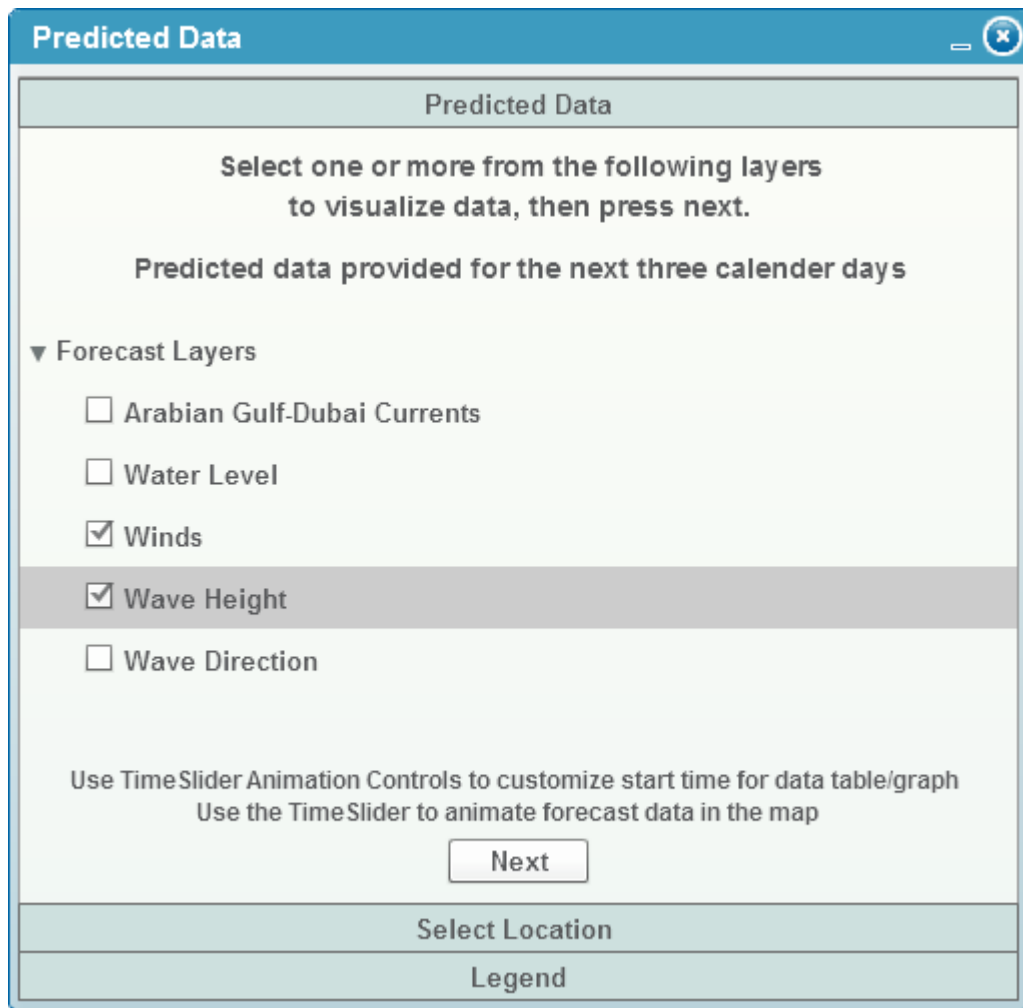 Predicted Data
Predicted Data
Select one or more from the following layers
to visualize data, then press next.
Predicted data provided for the next three calender days
Forecast Layers
Arabian Gulf-Dubai Currents
Water Level
Winds
Wave Height
Wave Direction
Use TimeSlider Animation Controls to customize start time for data table/graph
Use the TimeSlider to animate forecast data in the map
Next
Select Location
Legend